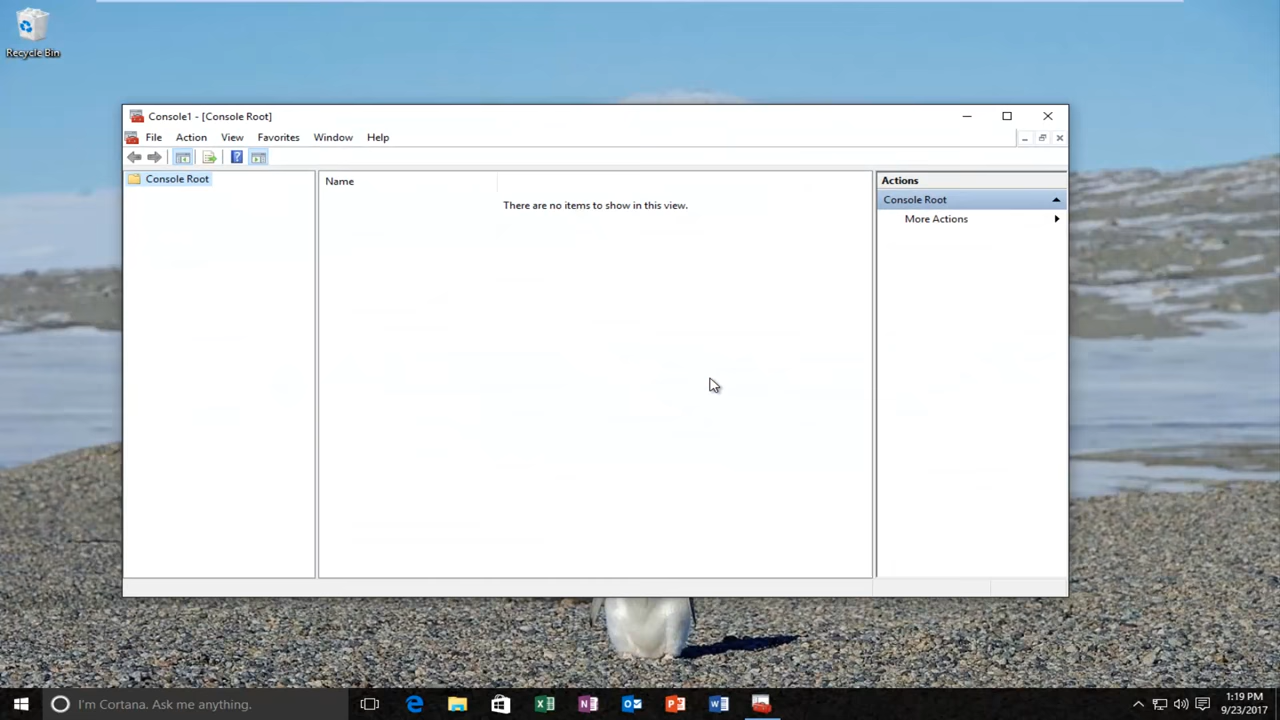 Recycle Bin
Console1 - [Console Root]
File Action View Favorites Window Help
Console Root
Name
There are no items to show in this view.
Actions
Console Root
More Actions
I'm Cortana. Ask me anything.
1:19 PM
9/23/2017